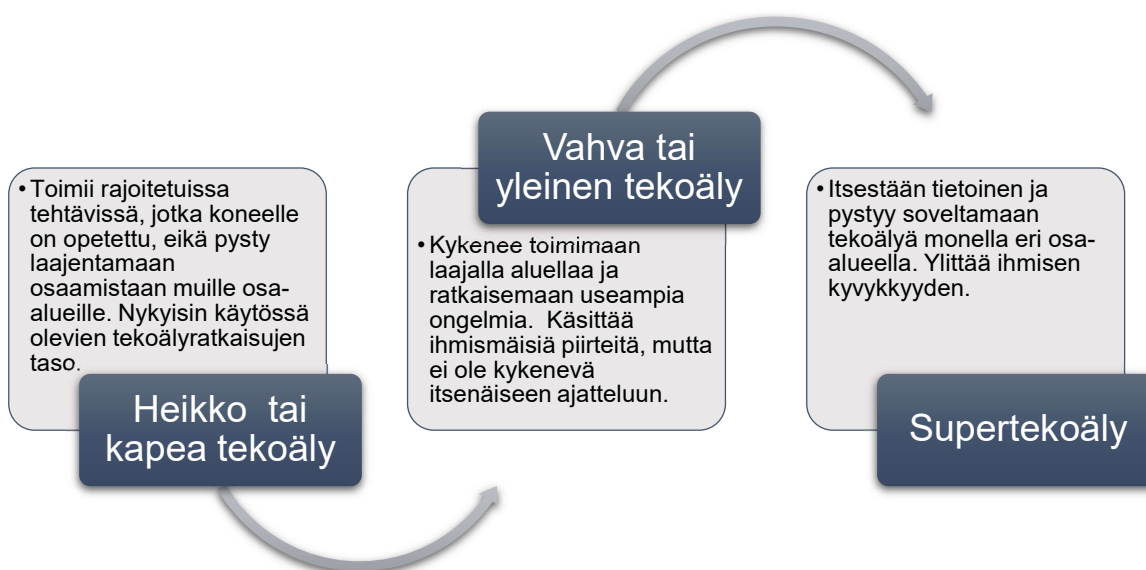 • Toimii rajoitetuissa
tehtävissä, jotka koneelle
on opetettu, eikä pysty
laajentamaan
osaamistaan muille osa-
alueille. Nykyisin käytössä
olevien tekoälyratkaisujen
taso.
Heikko tai
kapea tekoäly
Vahva tai
yleinen tekoäly
• Kykenee toimimaan
laajalla aluellaa ja
ratkaisemaan useampia
ongelmia. Käsittää
ihmismäisiä piirteitä, mutta
ei ole kykenevä
itsenäiseen ajatteluun.
• Itsestään tietoinen ja
pystyy soveltamaan
tekoälyä monella eri osa-
alueella. Ylittää ihmisen
kyvykkyyden.
Supertekoäly